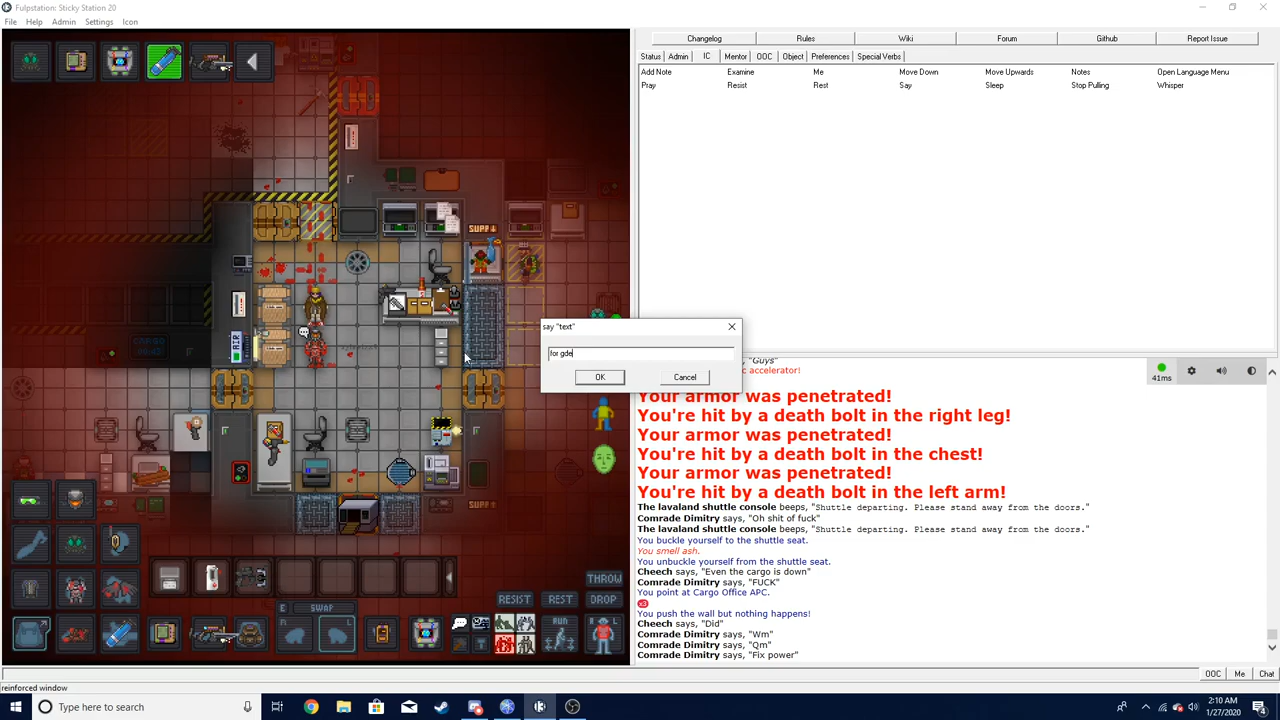 Fulpstation: Sticky Station 20
File Help Admin Settings Icon
Changelog Rules Wiki Forum Github Report Issue
Status Admin IC Mentor OOC Object Preferences Special Verbs
Add Note Examine Me Move Down Move Upwards Notes Open Language Menu
Pray Resist Rest Say Sleep Stop Pulling Whisper
SUPP
say "text"
for gde
OK Cancel
SUPP
"Guys"
accelerator!
41ms
Your armor was penetrated!
You're hit by a death bolt in the right leg!
Your armor was penetrated!
You're hit by a death bolt in the chest!
Your armor was penetrated!
You're hit by a death bolt in the left arm!
The lavaland shuttle console beeps, "Shuttle departing. Please stand away from the doors."
Comrade Dimitry says, "Oh shit of fuck"
The lavaland shuttle console beeps, "Shuttle departing. Please stand away from the doors."
You buckle yourself to the shuttle seat.
You smell ash.
You unbuckle yourself from the shuttle seat.
Cheech says, "Even the cargo is down"
Comrade Dimitry says, "FUCK"
You point at Cargo Office APC.
x3
You push the wall but nothing happens!
Cheech says, "Did"
Comrade Dimitry says, "Wm"
Comrade Dimitry says, "Qm"
Comrade Dimitry says, "Fix power"
THROW
RESIST REST DROP
E SWAP
R L RUN R L
OOC Me Chat
reinforced window
Type here to search
2:10 AM
1/27/2020